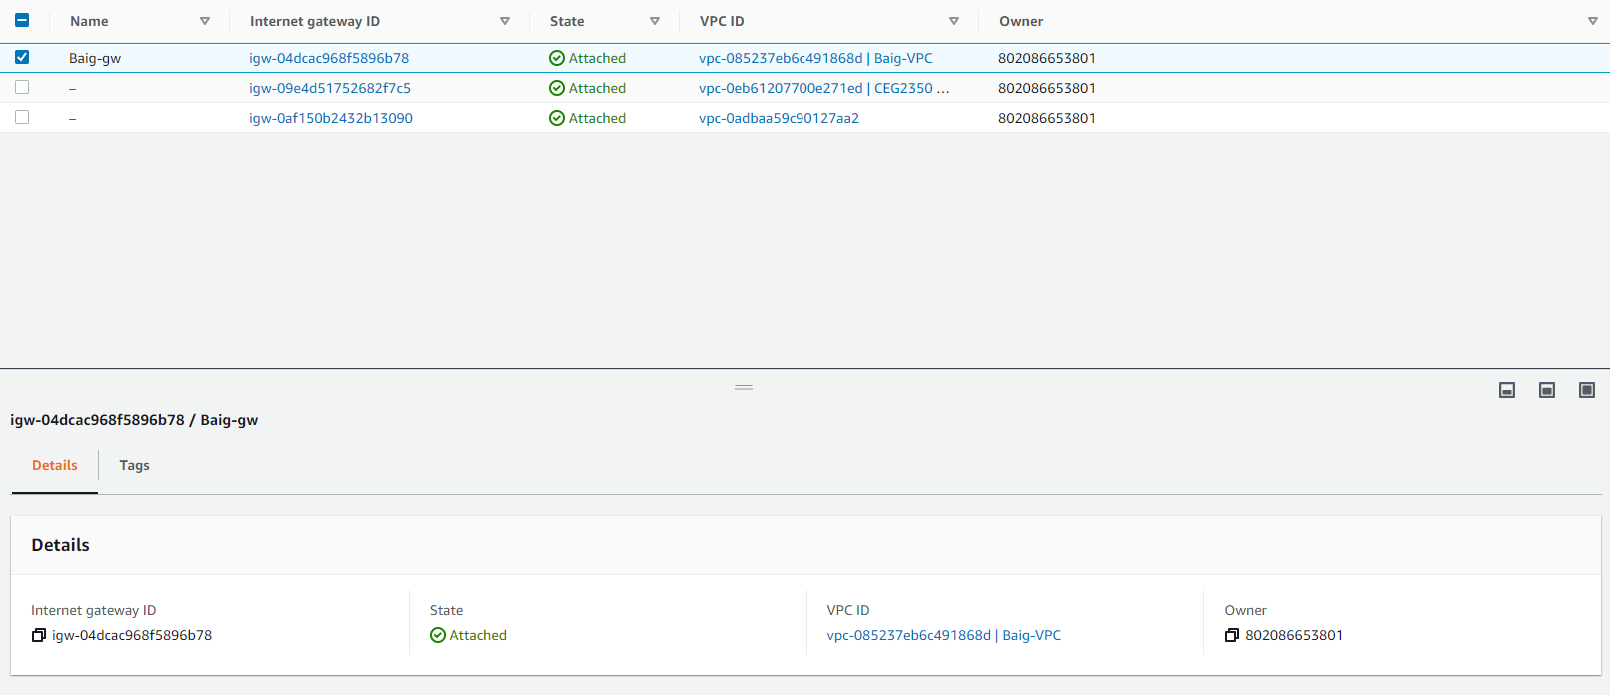 Name Internet gateway ID State VPC ID Owner
Baig-gw igw-04dcac968f5896b78 Attached vpc-085237eb6c491868d | Baig-VPC 802086653801
– igw-09e4d51752682f7c5 Attached vpc-0eb61207700e271ed | CEG2350 ... 802086653801
– igw-0af150b2432b13090 Attached vpc-0adbaa59c90127aa2 802086653801
igw-04dcac968f5896b78 / Baig-gw
Details Tags
Details
Internet gateway ID State VPC ID Owner
igw-04dcac968f5896b78 Attached vpc-085237eb6c491868d | Baig-VPC 802086653801